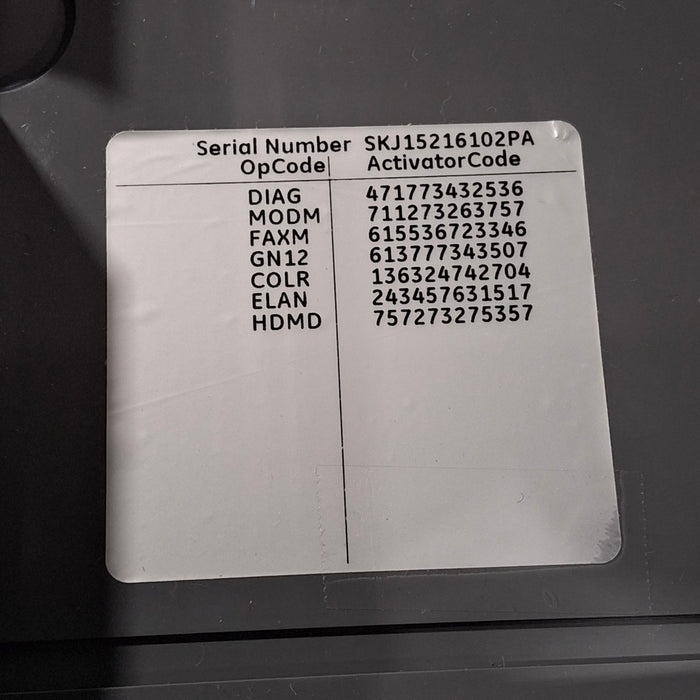 Serial Number SKJ15216102PA
OpCode ActivatorCode
DIAG 471773432536
MODM 711273263757
FAXM 615536723346
GN12 613777343507
COLR 136324742704
ELAN 243457631517
HDMD 757273275357